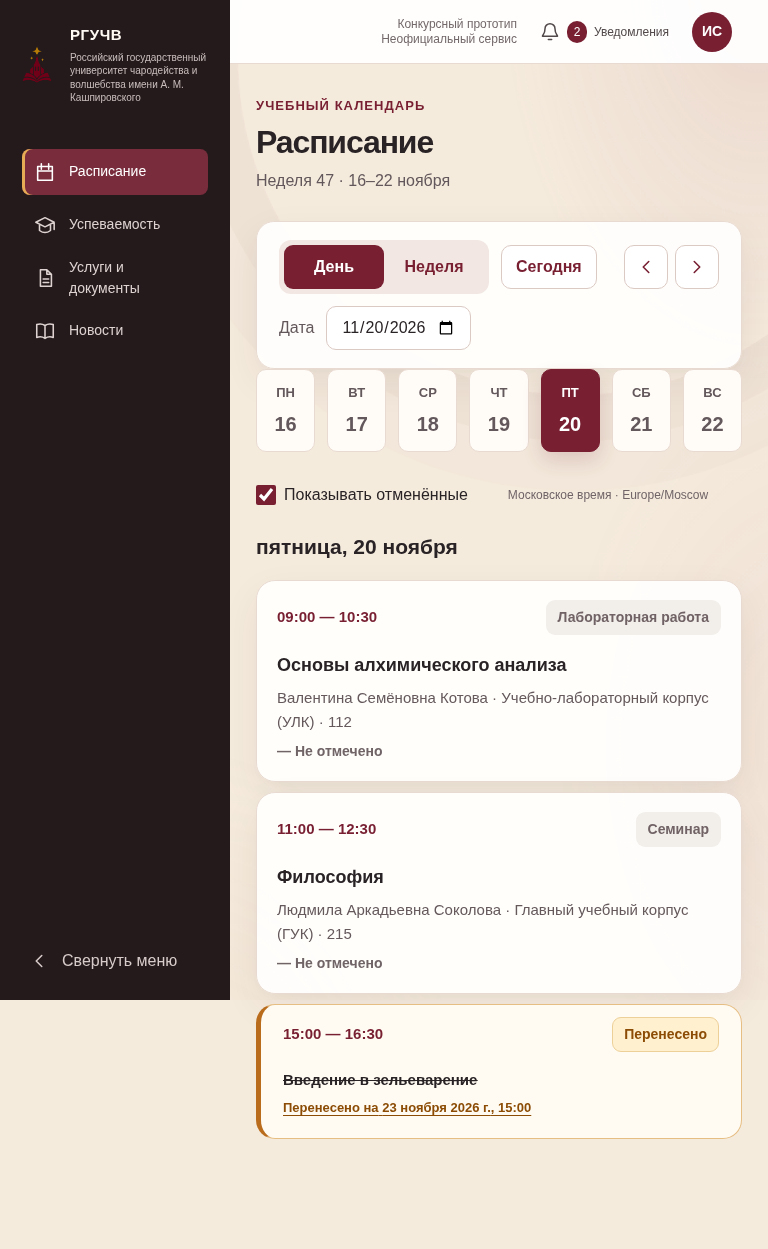 РГУЧВ
Российский государственный
университет чародейства и
волшебства имени А. М.
Кашпировского
Расписание
Успеваемость
Услуги и
документы
Новости
Свернуть меню
Конкурсный прототип
Неофициальный сервис
2
Уведомления
ИС
УЧЕБНЫЙ КАЛЕНДАРЬ
Расписание
Неделя 47 · 16–22 ноября
День
Неделя
Сегодня
Дата
11/20/2026
ПН
16
ВТ
17
СР
18
ЧТ
19
ПТ
20
СБ
21
ВС
22
Показывать отменённые
Московское время · Europe/Moscow
пятница, 20 ноября
09:00 — 10:30
Лабораторная работа
Основы алхимического анализа
Валентина Семёновна Котова · Учебно-лабораторный корпус
(УЛК) · 112
— Не отмечено
11:00 — 12:30
Семинар
Философия
Людмила Аркадьевна Соколова · Главный учебный корпус
(ГУК) · 215
— Не отмечено
15:00 — 16:30
Перенесено
Введение в зельеварение
Перенесено на 23 ноября 2026 г., 15:00